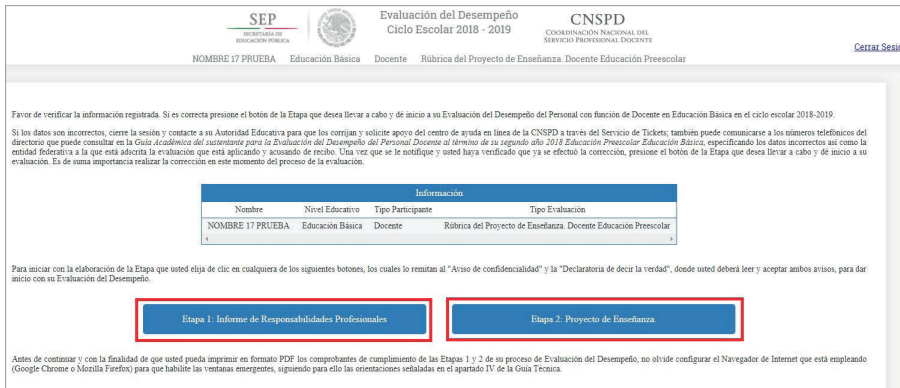 SEP
SECRETARÍA DE
EDUCACIÓN PÚBLICA
Evaluación del Desempeño
Ciclo Escolar 2018 - 2019
CNSPD
COORDINACIÓN NACIONAL DEL
SERVICIO PROFESIONAL DOCENTE
Cerrar Sesió
NOMBRE 17 PRUEBA Educación Básica Docente Rúbrica del Proyecto de Enseñanza. Docente Educación Preescolar
Favor de verificar la información registrada. Si es correcta presione el botón de la Etapa que desea llevar a cabo y dé inicio a su Evaluación del Desempeño del Personal con función de Docente en Educación Básica en el ciclo escolar 2018-2019.
Si los datos son incorrectos, cierre la sesión y contacte a su Autoridad Educativa para que los corrijan y solicite apoyo del centro de ayuda en línea de la CNSPD a través del Servicio de Tickets; también puede comunicarse a los números telefónicos del
directorio que puede consultar en la Guía Académica del sustentante para la Evaluación del Desempeño del Personal Docente al término de su segundo año 2018 Educación Preescolar Educación Básica, especificando los datos incorrectos así como la
entidad federativa a la que está adscrita la evaluación que está aplicando y acusando de recibo. Una vez que se le notifique y usted haya verificado que ya se efectuó la corrección, presione el botón de la Etapa que desea llevar a cabo y dé inicio a su
evaluación. Es de suma importancia realizar la corrección en este momento del proceso de la evaluación.
Información
Nombre Nivel Educativo Tipo Participante Tipo Evaluación
NOMBRE 17 PRUEBA Educación Básica Docente Rúbrica del Proyecto de Enseñanza. Docente Educación Preescolar
Para iniciar con la elaboración de la Etapa que usted elija de clic en cualquiera de los siguientes botones, los cuales lo remitan al "Aviso de confidencialidad" y la "Declaratoria de decir la verdad", donde usted deberá leer y aceptar ambos avisos, para dar
inicio con su Evaluación del Desempeño.
Etapa 1: Informe de Responsabilidades Profesionales
Etapa 2: Proyecto de Enseñanza.
Antes de continuar y con la finalidad de que usted pueda imprimir en formato PDF los comprobantes de cumplimiento de las Etapas 1 y 2 de su proceso de Evaluación del Desempeño, no olvide configurar el Navegador de Internet que está empleando
(Google Chrome o Mozilla Firefox) para que habilite las ventanas emergentes, siguiendo para ello las orientaciones señaladas en el apartado IV de la Guía Técnica.